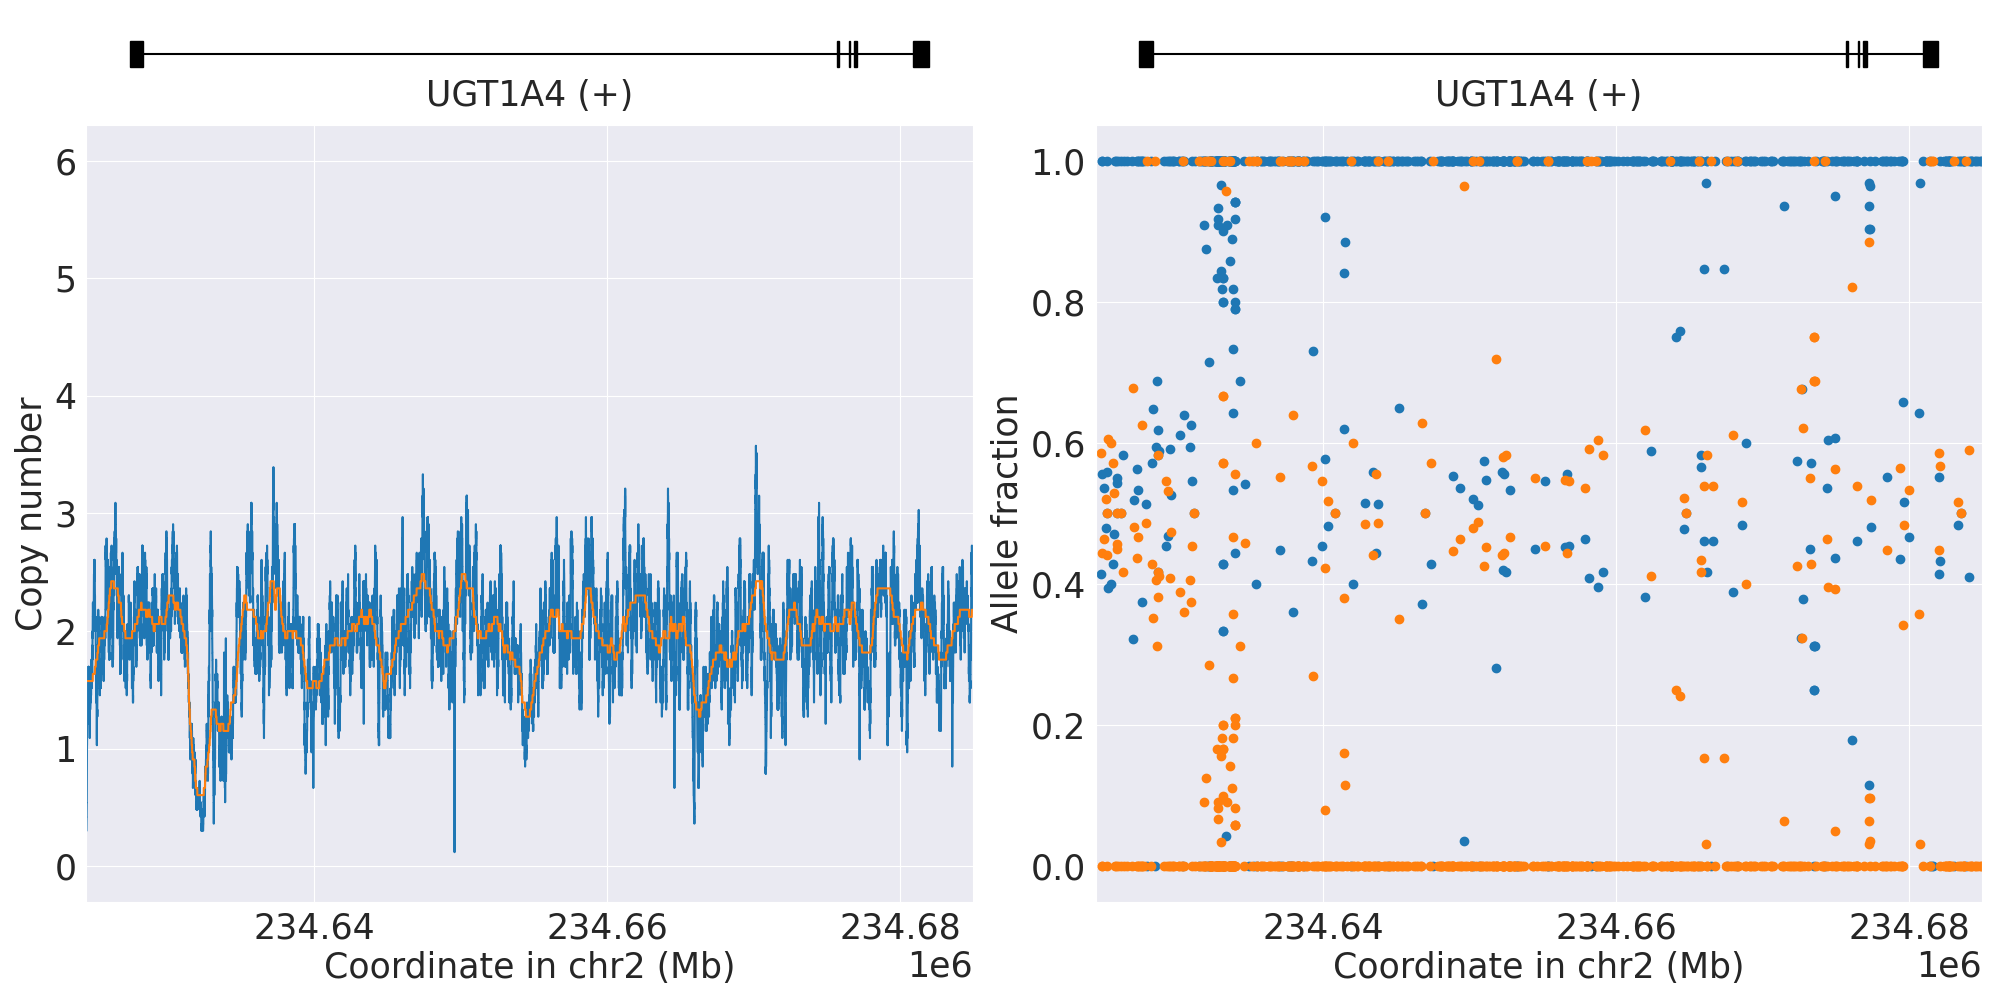 UGT1A4 (+)
6
5
4
3
2
1
0
Copy number
234.64
234.66
234.68
Coordinate in chr2 (Mb)
1e6
UGT1A4 (+)
1.0
0.8
0.6
0.4
0.2
0.0
Allele fraction
234.64
234.66
234.68
Coordinate in chr2 (Mb)
1e6